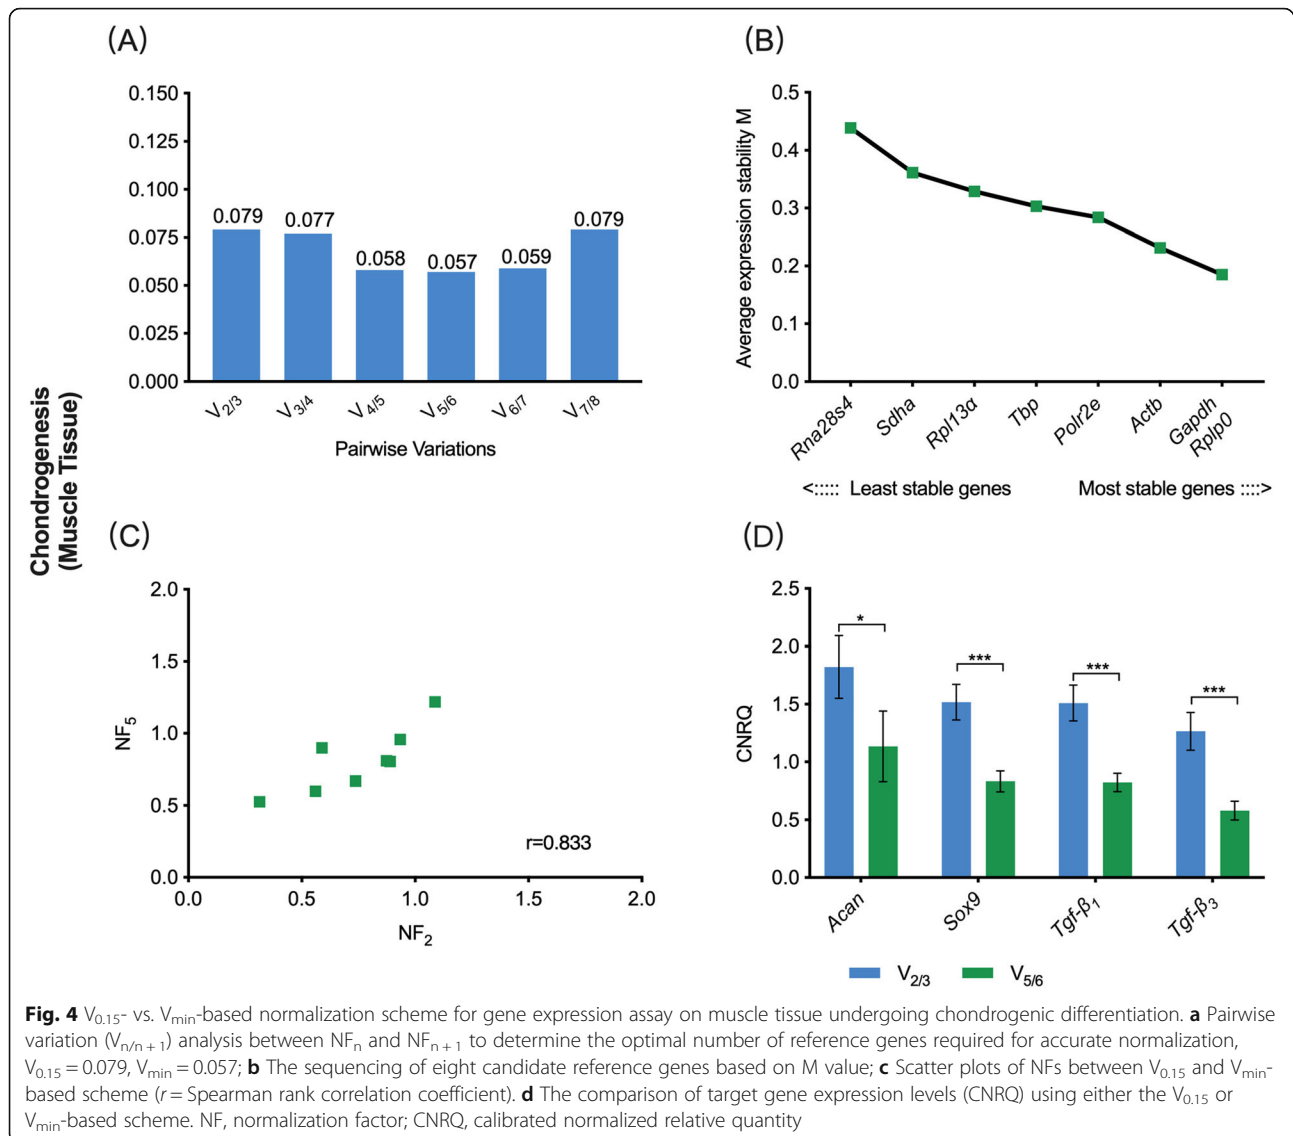 (A)
0.150
0.125
0.100
0.075
0.050
0.025
0.000
0.079
0.077
0.058
0.057
0.059
0.079
V2/3
V3/4
V4/5
V5/6
V6/7
V7/8
Pairwise Variations
(B)
Average expression stability M
0.5
0.4
0.3
0.2
0.1
0.0
Rna28s4
Sdha
Rpl13α
Tbp
Polr2e
Actb
Gapdh
Rplp0
<::::: Least stable genes
Most stable genes ::::>
Chondrogenesis
(Muscle Tissue)
(C)
NF5
2.0
1.5
1.0
0.5
0.0
r=0.833
0.0
0.5
1.0
1.5
2.0
NF2
(D)
CNRQ
2.5
2.0
1.5
1.0
0.5
0.0
*
***
***
***
Acan
Sox9
Tgf-β1
Tgf-β3
V2/3
V5/6
Fig. 4 V0.15- vs. Vmin-based normalization scheme for gene expression assay on muscle tissue undergoing chondrogenic differentiation. a Pairwise
variation (Vn/n + 1) analysis between NFn and NFn + 1 to determine the optimal number of reference genes required for accurate normalization,
V0.15 = 0.079, Vmin = 0.057; b The sequencing of eight candidate reference genes based on M value; c Scatter plots of NFs between V0.15 and Vmin-
based scheme (r = Spearman rank correlation coefficient). d The comparison of target gene expression levels (CNRQ) using either the V0.15 or
Vmin-based scheme. NF, normalization factor; CNRQ, calibrated normalized relative quantity